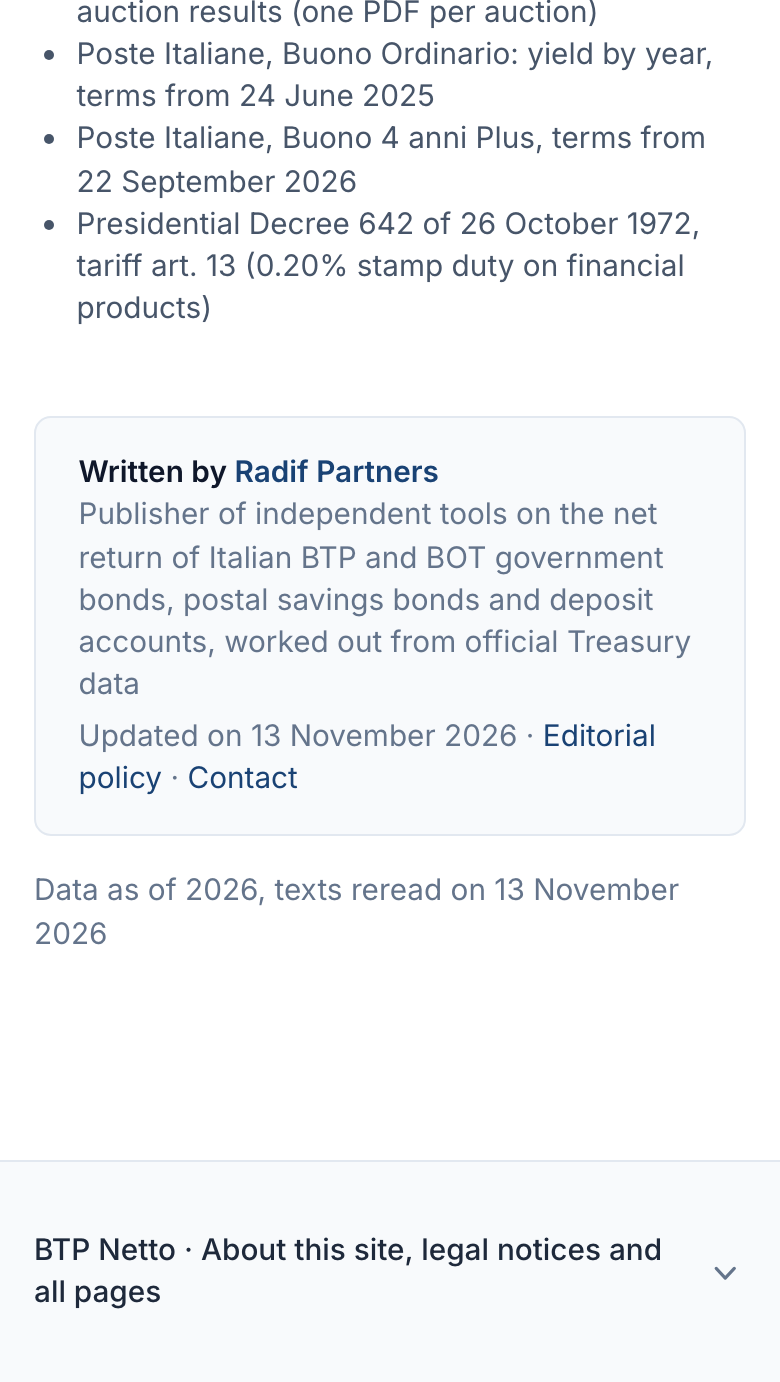 auction results (one PDF per auction)
Poste Italiane, Buono Ordinario: yield by year,
terms from 24 June 2025
Poste Italiane, Buono 4 anni Plus, terms from
22 September 2026
Presidential Decree 642 of 26 October 1972,
tariff art. 13 (0.20% stamp duty on financial
products)
Written by Radif Partners
Publisher of independent tools on the net
return of Italian BTP and BOT government
bonds, postal savings bonds and deposit
accounts, worked out from official Treasury
data
Updated on 13 November 2026 · Editorial
policy · Contact
Data as of 2026, texts reread on 13 November
2026
BTP Netto · About this site, legal notices and
all pages